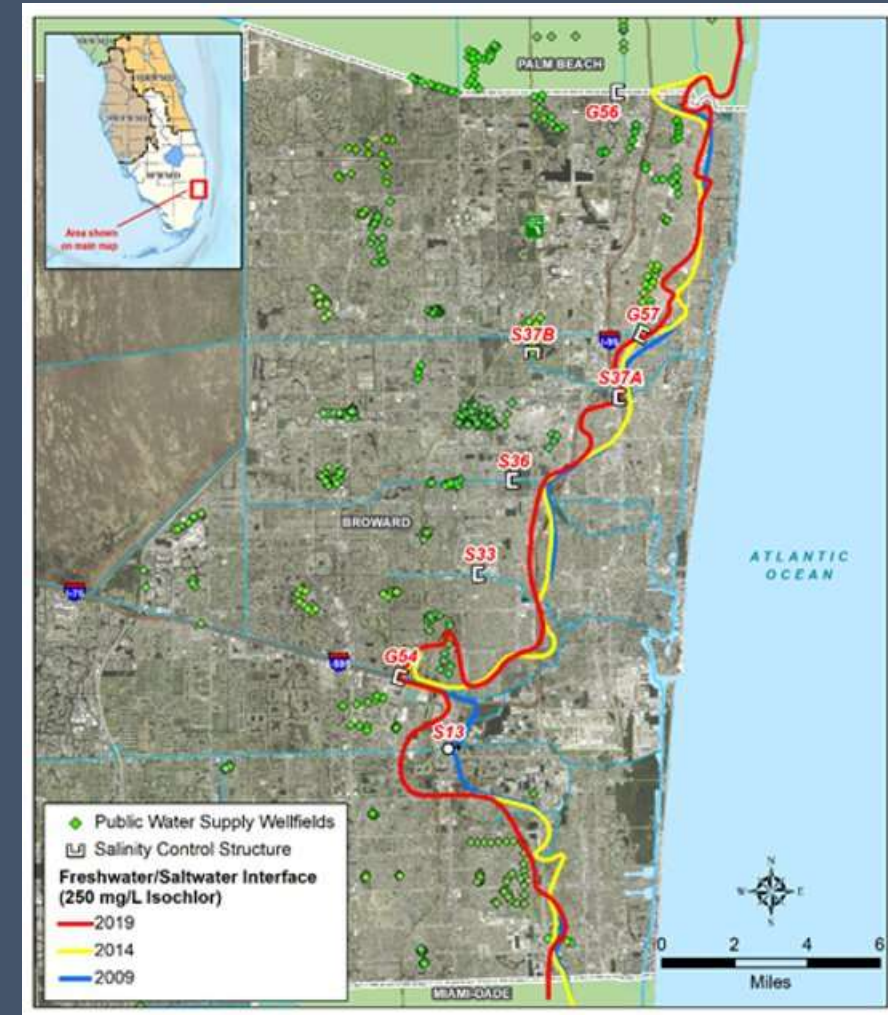 SFWMD
Area shown
on main map
PALM BEACH
G56
G57
S37B
I-95
S37A
S36
BROWARD
S33
ATLANTIC
OCEAN
I-75
G54
I-595
S13
Public Water Supply Wellfields
Salinity Control Structure
Freshwater/Saltwater Interface
(250 mg/L Isochlor)
2019
2014
2009
N
W E
S
0 2 4 6
Miles
MIAMI-DADE